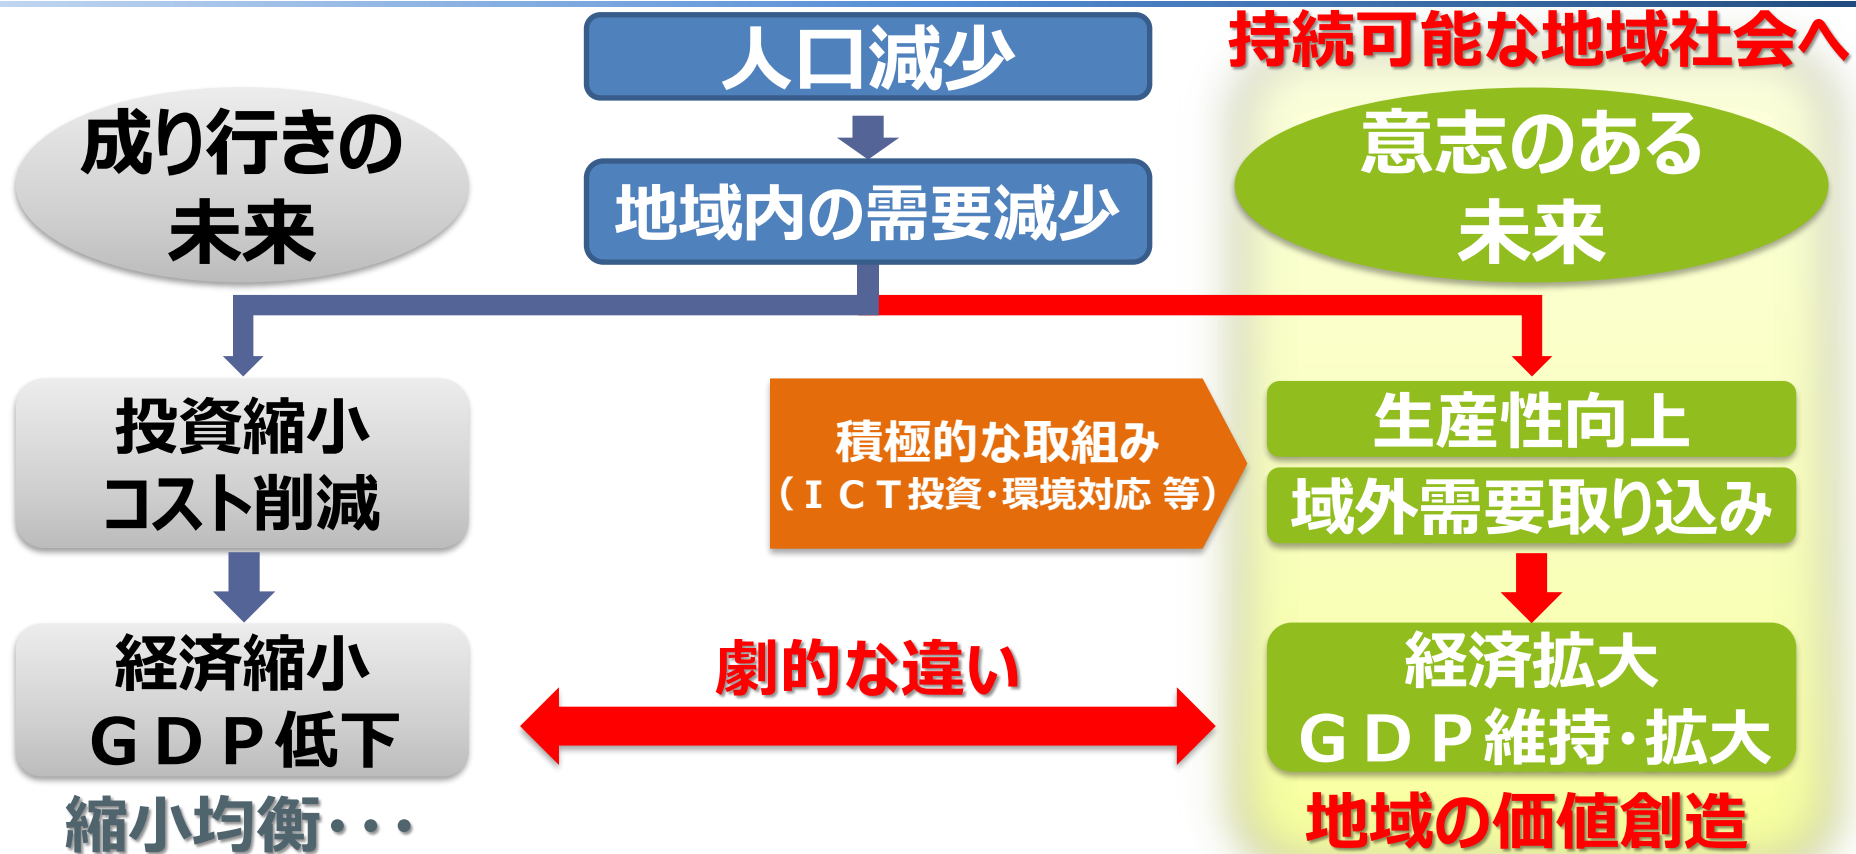 人口減少
持続可能な地域社会へ
成り行きの
未来
地域内の需要減少
意志のある
未来
投資縮小
コスト削減
積極的な取組み
（ＩＣＴ投資･環境対応 等）
生産性向上
域外需要取り込み
経済縮小
ＧＤＰ低下
劇的な違い
経済拡大
ＧＤＰ維持･拡大
縮小均衡･･･
地域の価値創造